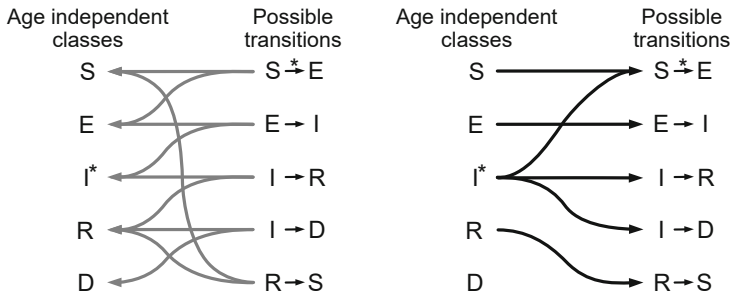 Age independent classes
Possible transitions
S
S *→ E
E
E → I
I*
I → R
R
I → D
D
R → S
Age independent classes
Possible transitions
S
S *→ E
E
E → I
I*
I → R
R
I → D
D
R → S